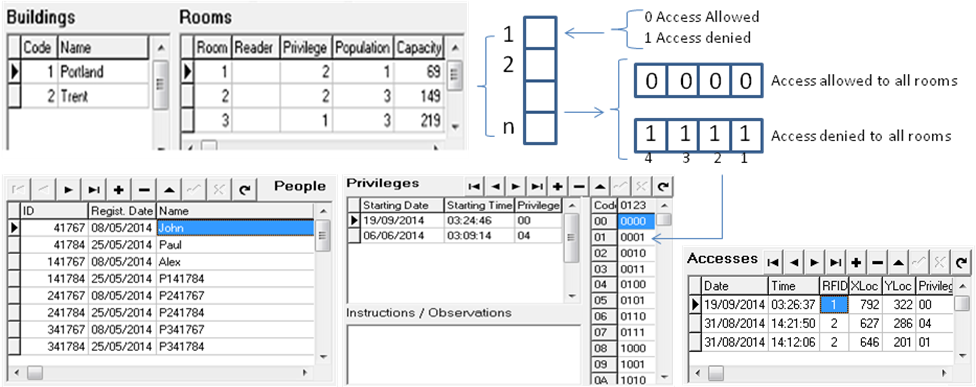 Buildings
Code Name
1 Portland
2 Trent
Rooms
Room Reader Privilege Population Capacity
1 2 1 69
2 2 3 149
3 1 3 219
1
2
n
0 Access Allowed
1 Access denied
0 0 0 0 Access allowed to all rooms
1 1 1 1 Access denied to all rooms
4 3 2 1
People
ID Regist. Date Name
41767 08/05/2014 John
41784 25/05/2014 Paul
141767 08/05/2014 Alex
141784 25/05/2014 P141784
241767 08/05/2014 P241767
241784 25/05/2014 P241784
341767 08/05/2014 P341767
341784 25/05/2014 P341784
Privileges
Starting Date Starting Time Privilege
19/09/2014 03:24:46 00
06/06/2014 03:09:14 04
Instructions / Observations
Code 0123
00 0000
01 0001
02 0010
03 0011
04 0100
05 0101
06 0110
07 0111
08 1000
09 1001
0A 1010
Accesses
Date Time RFID XLoc YLoc Privileg
19/09/2014 03:26:37 1 792 322 00
31/08/2014 14:21:50 2 627 286 04
31/08/2014 14:12:06 2 646 201 01